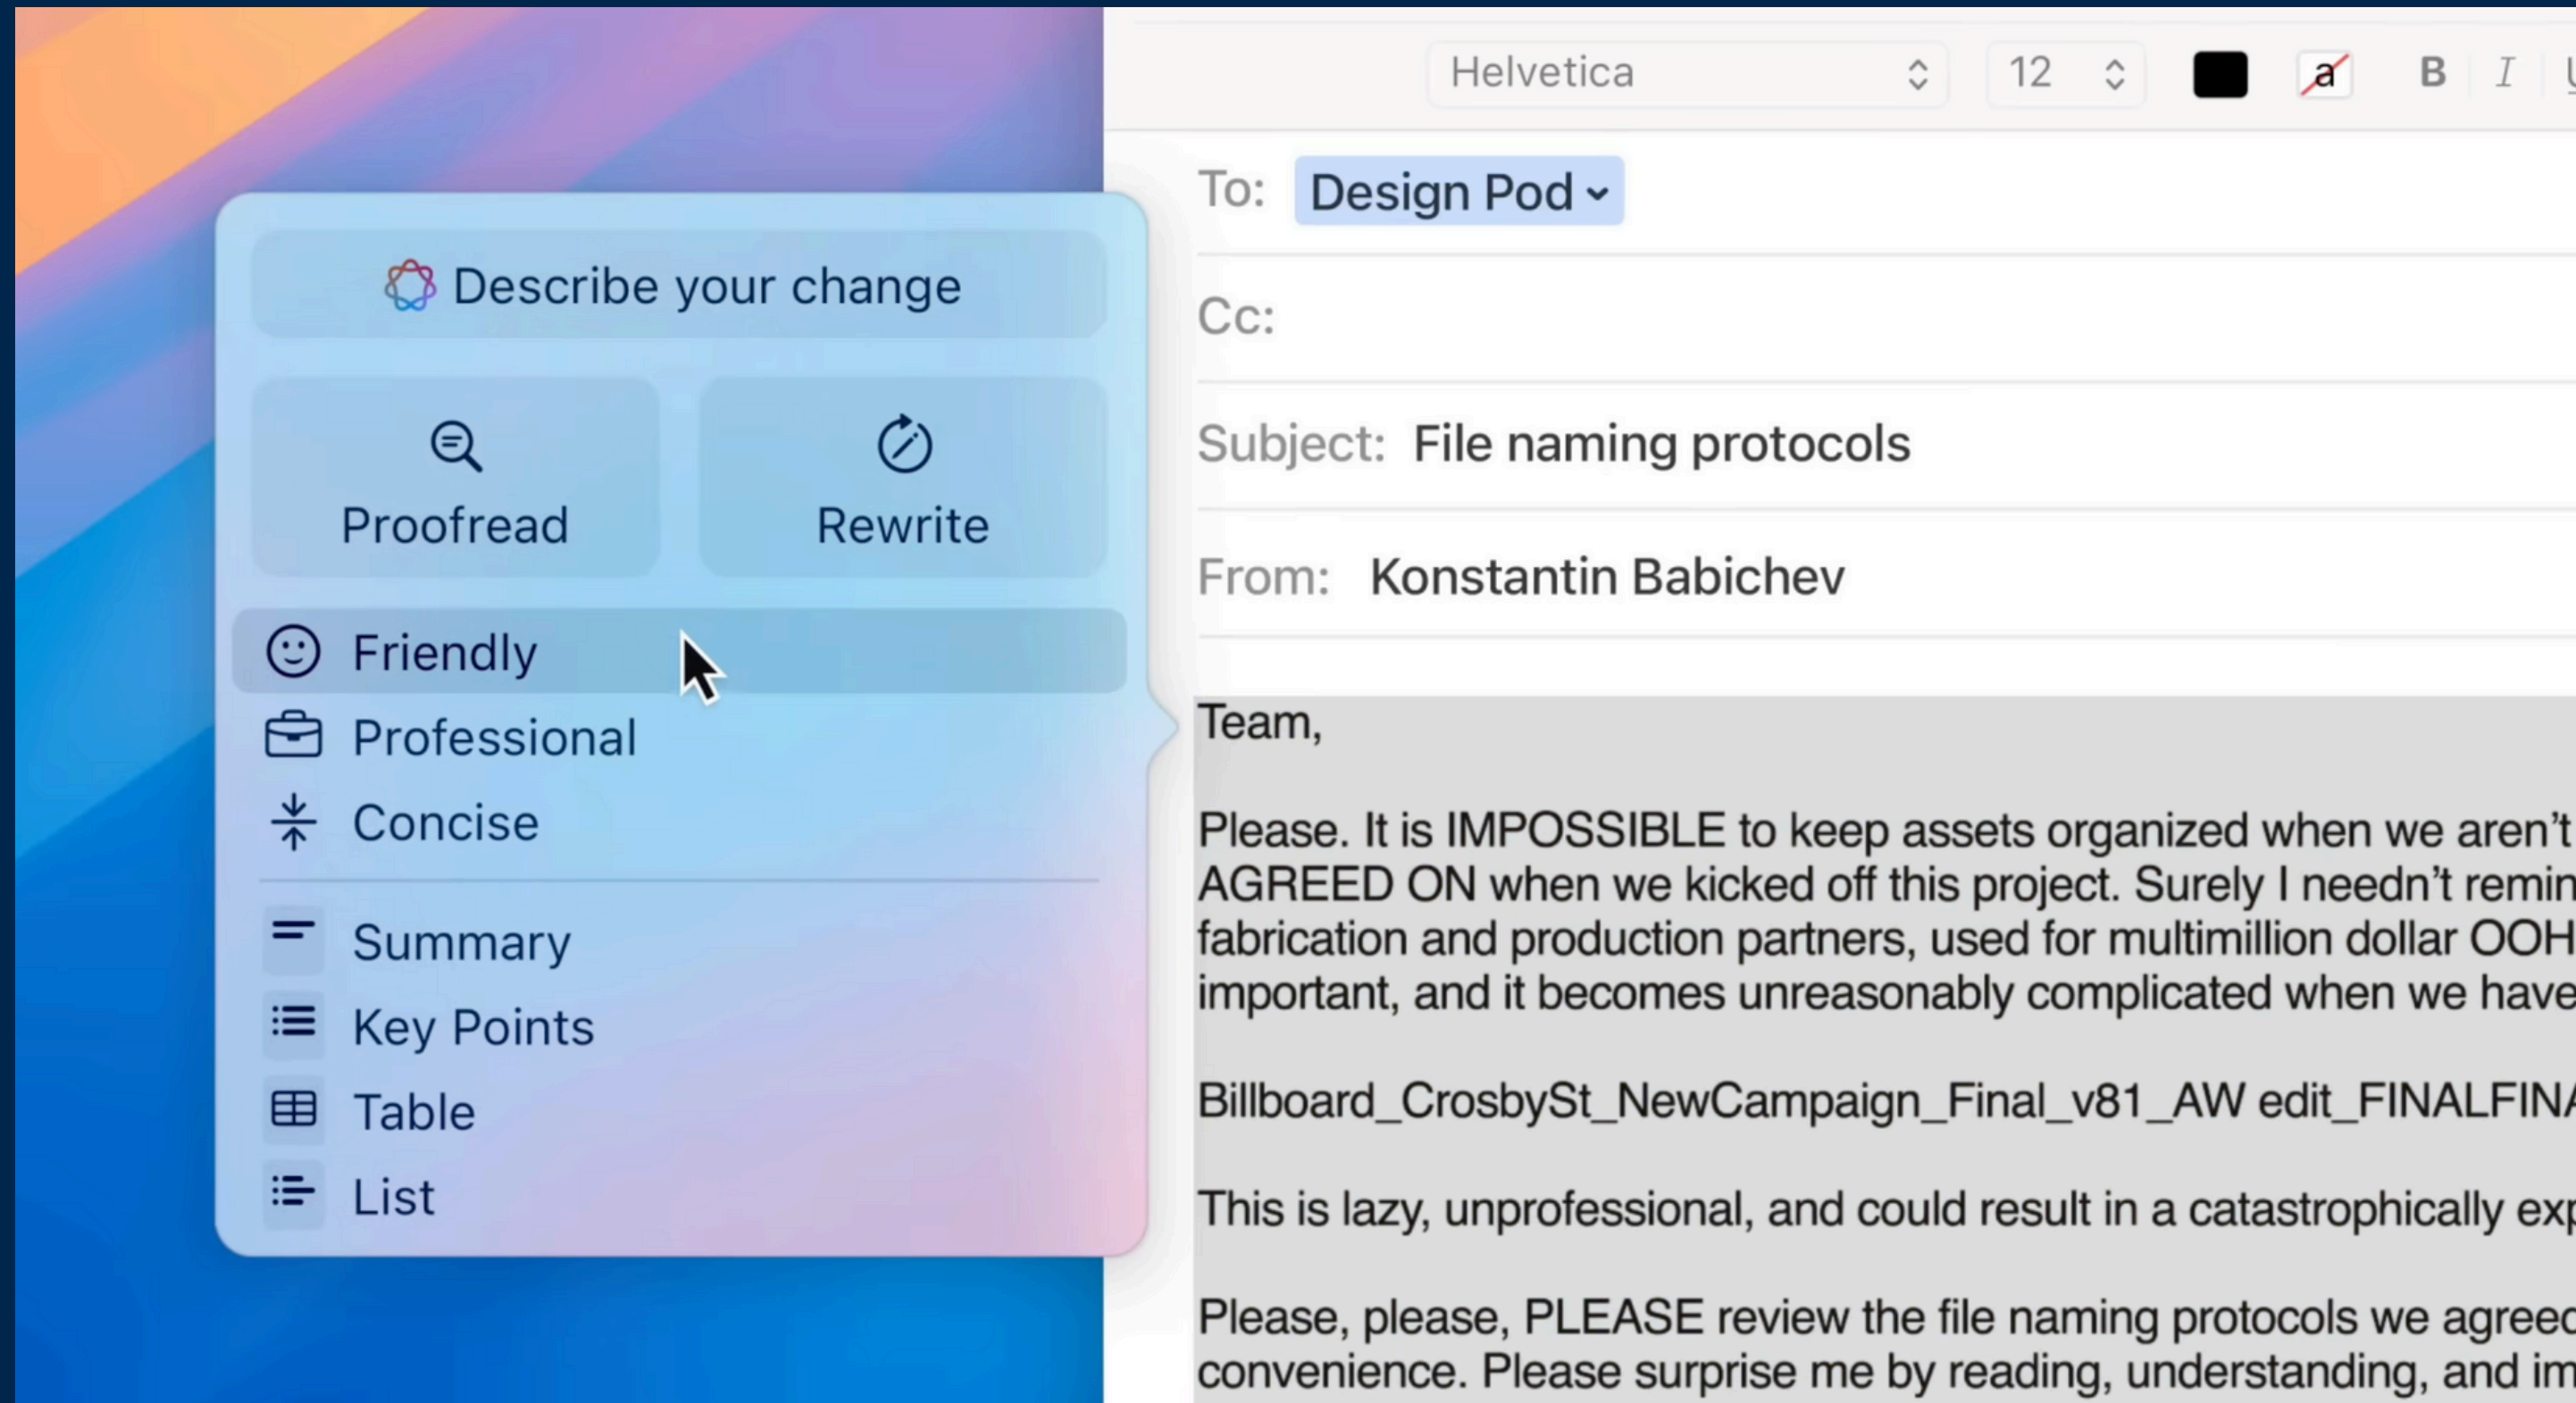 Helvetica 12 a B I
To: Design Pod
Cc:
Subject: File naming protocols
From: Konstantin Babichev
Describe your change
Proofread Rewrite
Friendly
Professional
Concise
Summary
Key Points
Table
List
Team,
Please. It is IMPOSSIBLE to keep assets organized when we aren’t
AGREED ON when we kicked off this project. Surely I needn’t remin
fabrication and production partners, used for multimillion dollar OOH
important, and it becomes unreasonably complicated when we have
Billboard_CrosbySt_NewCampaign_Final_v81_AW edit_FINALFINA
This is lazy, unprofessional, and could result in a catastrophically exp
Please, please, PLEASE review the file naming protocols we agreed
convenience. Please surprise me by reading, understanding, and im